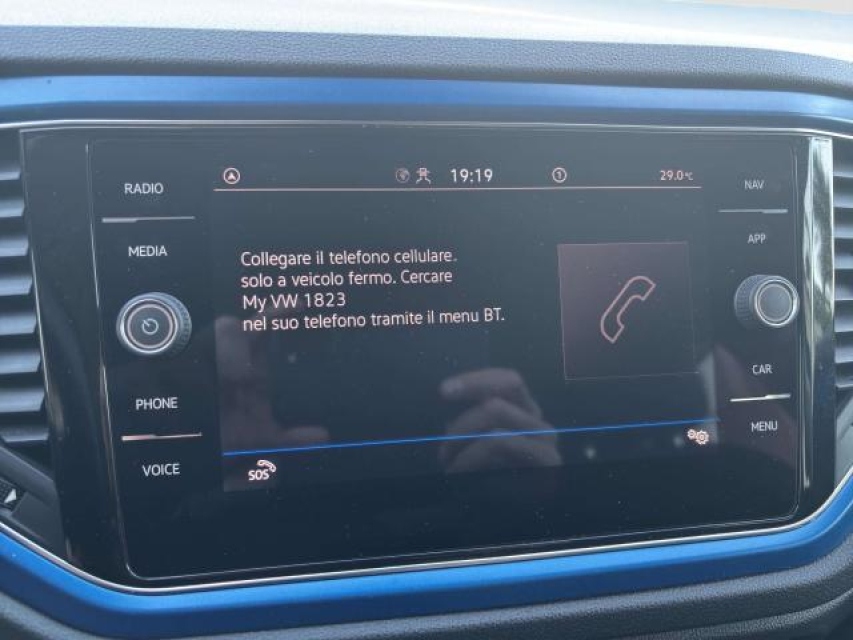 19:19
1
29.0°C
RADIO
NAV
MEDIA
APP
Collegare il telefono cellulare.
solo a veicolo fermo. Cercare
My VW 1823
nel suo telefono tramite il menu BT.
PHONE
CAR
VOICE
MENU
SOS